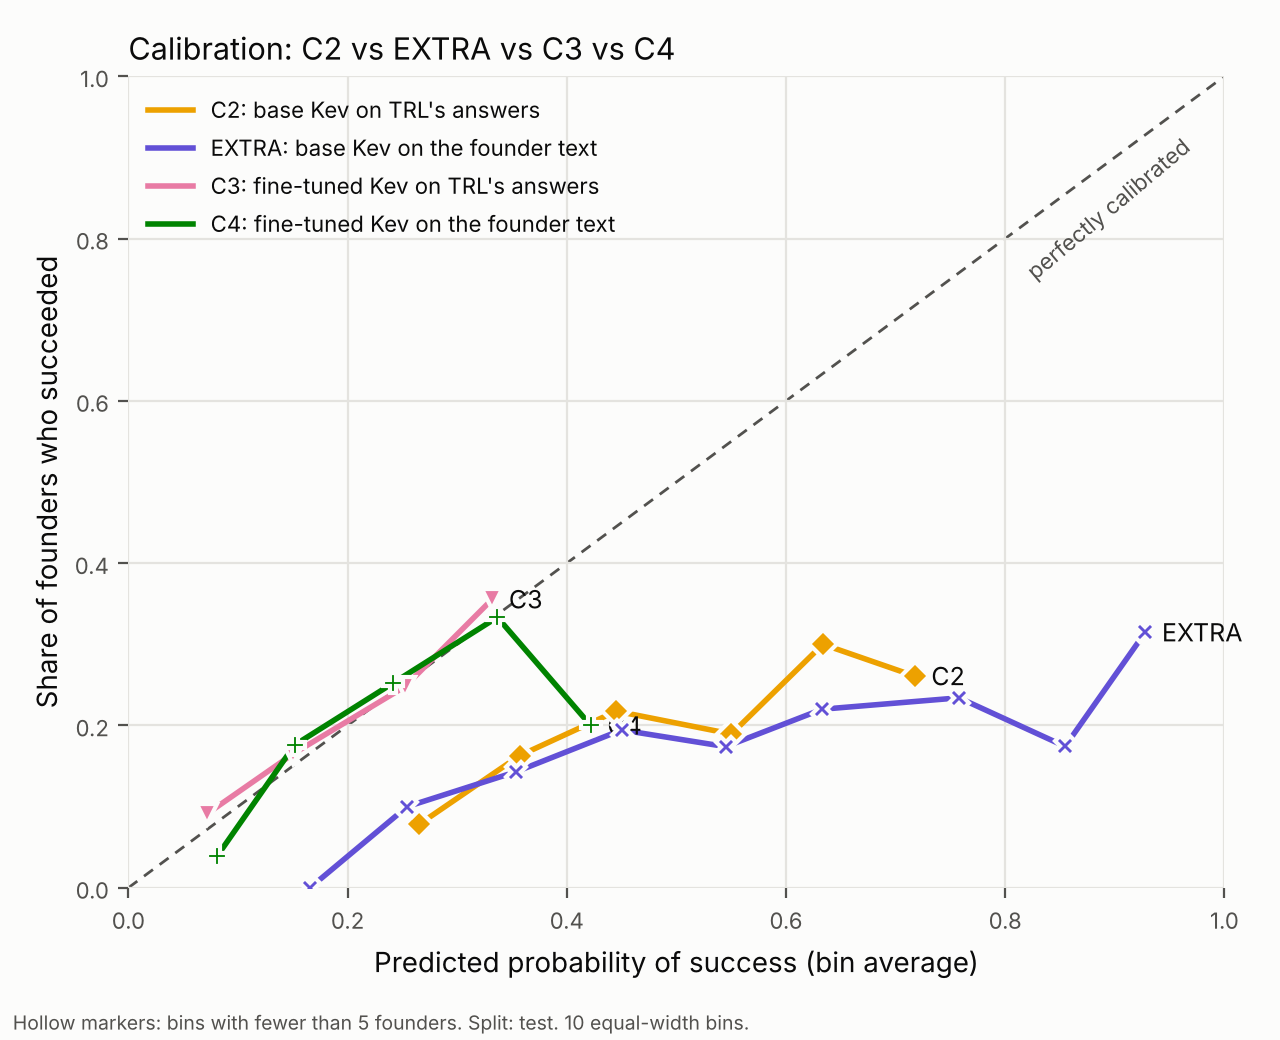 Calibration: C2 vs EXTRA vs C3 vs C4
C2: base Kev on TRL's answers
EXTRA: base Kev on the founder text
C3: fine-tuned Kev on TRL's answers
C4: fine-tuned Kev on the founder text
perfectly calibrated
1.0
0.8
0.6
0.4
0.2
0.0
Share of founders who succeeded
C3
EXTRA
C2
0.0 0.2 0.4 0.6 0.8 1.0
Predicted probability of success (bin average)
Hollow markers: bins with fewer than 5 founders. Split: test. 10 equal-width bins.